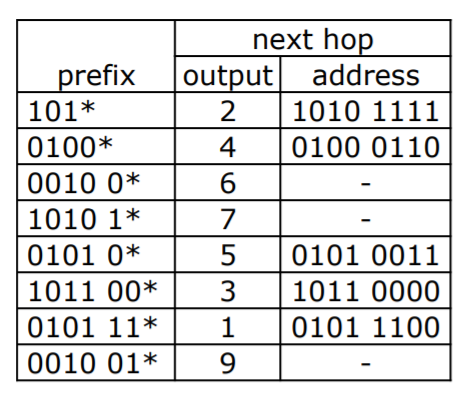 next hop
prefix output address
101* 2 1010 1111
0100* 4 0100 0110
0010 0* 6 -
1010 1* 7 -
0101 0* 5 0101 0011
1011 00* 3 1011 0000
0101 11* 1 0101 1100
0010 01* 9 -